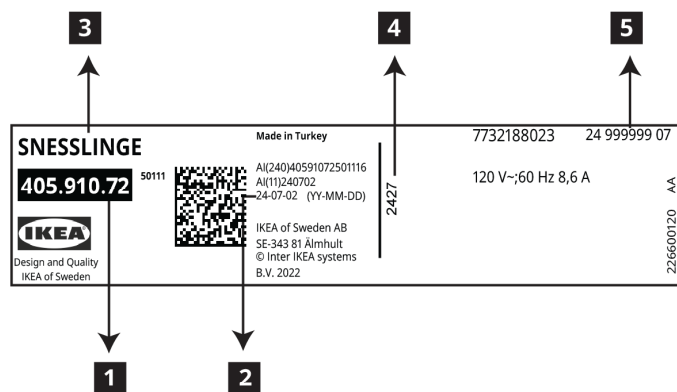 3
4
5
SNESSLINGE
405.910.72
50111
IKEA
Design and Quality
IKEA of Sweden
Made in Turkey
AI(240)40591072501116
AI(11)240702
24-07-02 (YY-MM-DD)
IKEA of Sweden AB
SE-343 81 Älmhult
© Inter IKEA systems
B.V. 2022
2427
7732188023 24 999999 07
120 V~;60 Hz 8,6 A
226600120 AA
1
2